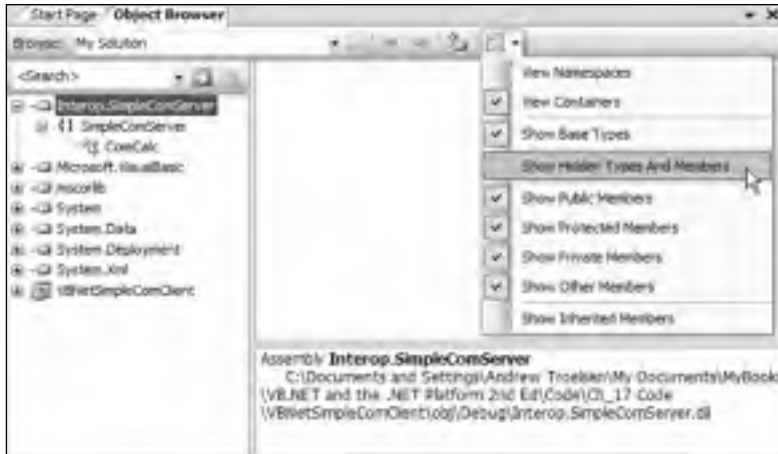 Start Page Object Browser
Browse: My Solution
<Search>
Interop.SimpleComServer
{} SimpleComServer
ComCalc
Microsoft.VisualBasic
mscorlib
System
System.Data
System.Deployment
System.Xml
VBNetSimpleComClient
View Namespaces
View Containers
Show Base Types
Show Hidden Types And Members
Show Public Members
Show Protected Members
Show Private Members
Show Other Members
Show Inherited Members
Assembly Interop.SimpleComServer
C:\Documents and Settings\Andrew Troelsen\My Documents\MyBooks
\VB.NET and the .NET Platform 2nd Ed\Code\Ch_17 Code
\VBNetSimpleComClient\obj\Debug\Interop.SimpleComServer.dll